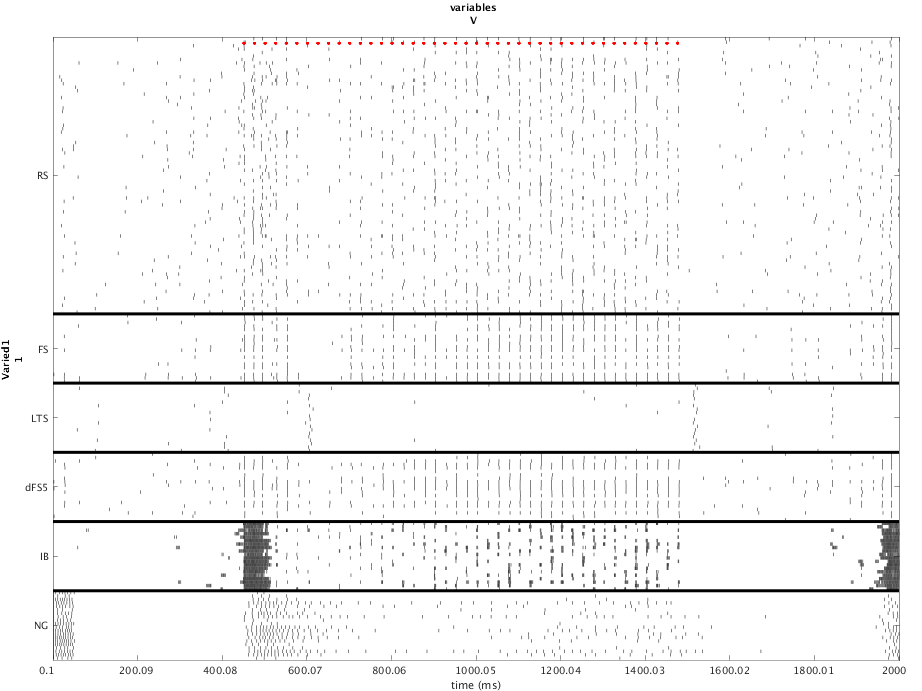 variables
V
RS
FS
LTS
dFS5
IB
NG
Varied1
1
0.1 200.09 400.08 600.07 800.06 1000.05 1200.04 1400.03 1600.02 1800.01 2000
time (ms)